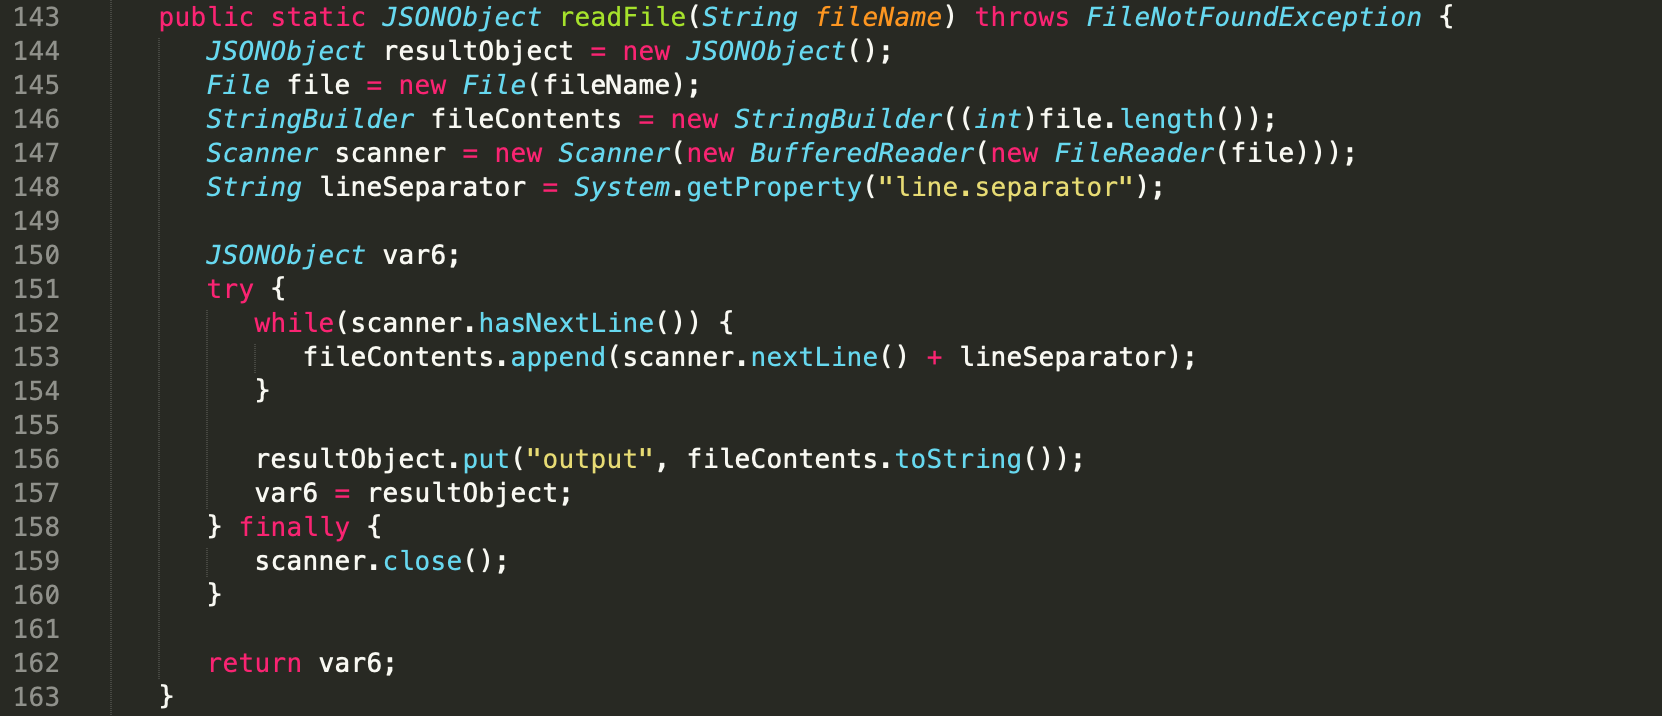 143 public static JSONObject readFile(String fileName) throws FileNotFoundException {
144 JSONObject resultObject = new JSONObject();
145 File file = new File(fileName);
146 StringBuilder fileContents = new StringBuilder((int)file.length());
147 Scanner scanner = new Scanner(new BufferedReader(new FileReader(file)));
148 String lineSeparator = System.getProperty("line.separator");
149
150 JSONObject var6;
151 try {
152 while(scanner.hasNextLine()) {
153 fileContents.append(scanner.nextLine() + lineSeparator);
154 }
155
156 resultObject.put("output", fileContents.toString());
157 var6 = resultObject;
158 } finally {
159 scanner.close();
160 }
161
162 return var6;
163 }